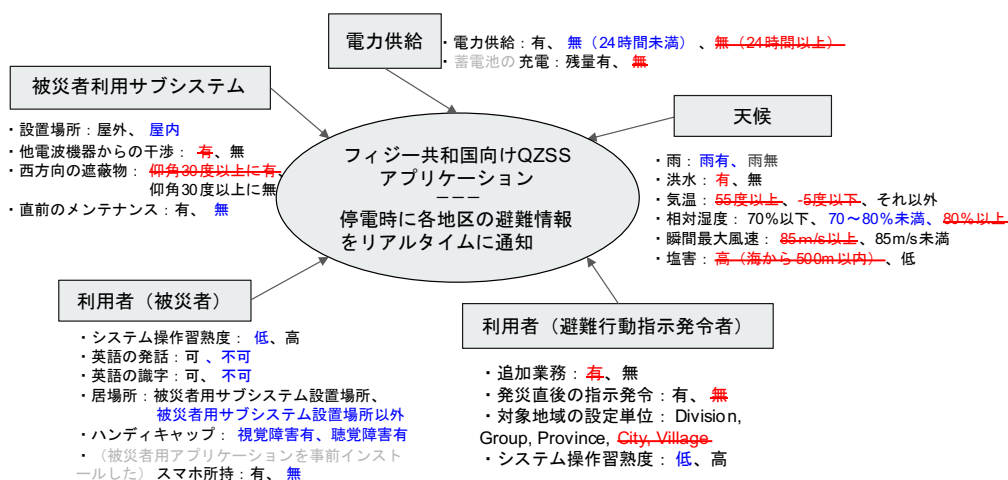 電力供給
・電力供給：有、無（24時間未満）、無（24時間以上）
・蓄電池の充電：残量有、無
被災者利用サブシステム
・設置場所：屋外、屋内
・他電波機器からの干渉：有、無
・西方向の遮蔽物：仰角30度以上に有、
仰角30度以上に無
・直前のメンテナンス：有、無
フィジー共和国向けQZSS
アプリケーション
―――
停電時に各地区の避難情報
をリアルタイムに通知
天候
・雨：雨有、雨無
・洪水：有、無
・気温：55度以上、-5度以下、それ以外
・相対湿度：70%以下、70～80%未満、80%以上
・瞬間最大風速：85m/s以上、85m/s未満
・塩害：高（海から500m以内）、低
利用者（被災者）
・システム操作習熟度：低、高
・英語の発話：可、不可
・英語の識字：可、不可
・居場所：被災者用サブシステム設置場所、
被災者用サブシステム設置場所以外
・ハンディキャップ：視覚障害有、聴覚障害有
・（被災者用アプリケーションを事前インスト
ールした）スマホ所持：有、無
利用者（避難行動指示発令者）
・追加業務：有、無
・発災直後の指示発令：有、無
・対象地域の設定単位：Division,
Group, Province, City, Village
・システム操作習熟度：低、高